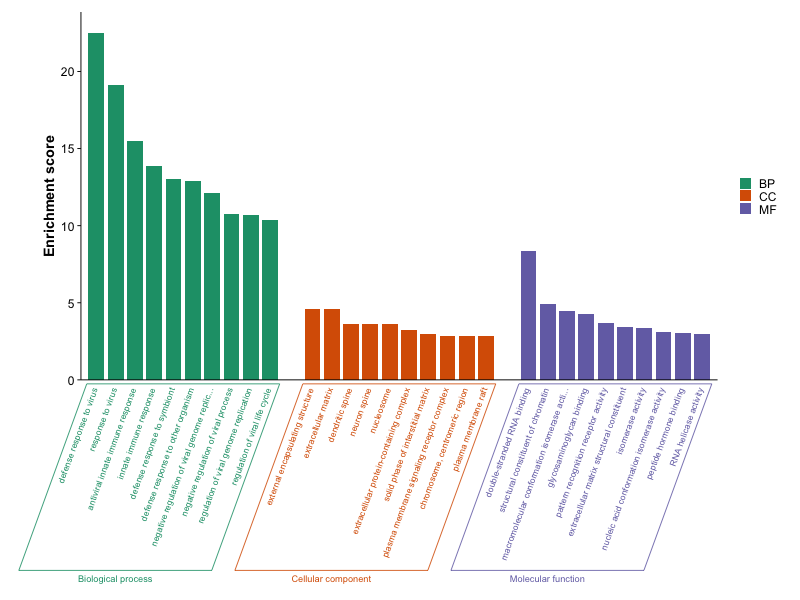 Enrichment score
20
15
10
5
0
BP
CC
MF
defense response to virus
response to virus
antiviral innate immune response
innate immune response
defense response to symbiont
defense response to other organism
negative regulation of viral genome replic...
negative regulation of viral process
regulation of viral genome replication
regulation of viral life cycle
external encapsulating structure
extracellular matrix
dendritic spine
neuron spine
nucleosome
extracellular protein-containing complex
solid phase of interstitial matrix
plasma membrane signaling receptor complex
chromosome, centromeric region
plasma membrane raft
double-stranded RNA binding
structural constituent of chromatin
macromolecular conformation isomerase acti...
glycosaminoglycan binding
pattern recognition receptor activity
extracellular matrix structural constituent
isomerase activity
nucleic acid conformation isomerase activity
peptide hormone binding
RNA helicase activity
Biological process
Cellular component
Molecular function